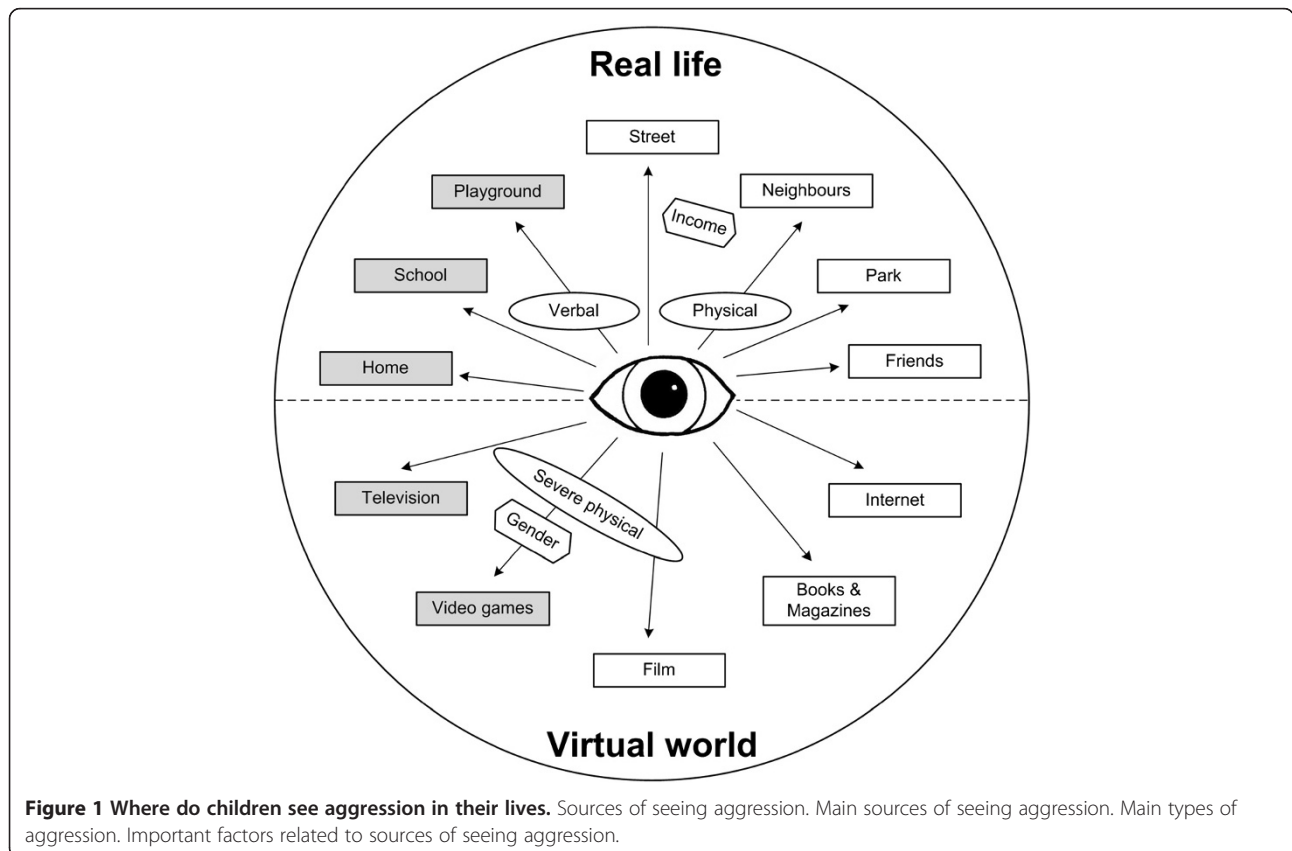 Real life
Street
Playground
Neighbours
Income
School
Park
Verbal
Physical
Home
Friends
Television
Severe physical
Internet
Gender
Video games
Books &
Magazines
Film
Virtual world
Figure 1 Where do children see aggression in their lives. Sources of seeing aggression. Main sources of seeing aggression. Main types of
aggression. Important factors related to sources of seeing aggression.